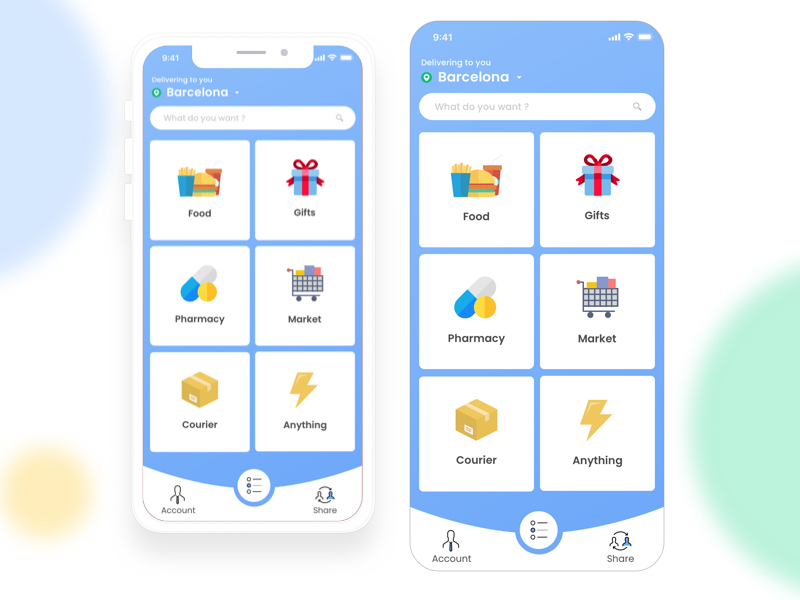 9:41
Delivering to you
Barcelona
What do you want ?
Food
Gifts
Pharmacy
Market
Courier
Anything
Account
Share
9:41
Delivering to you
Barcelona
What do you want ?
Food
Gifts
Pharmacy
Market
Courier
Anything
Account
Share